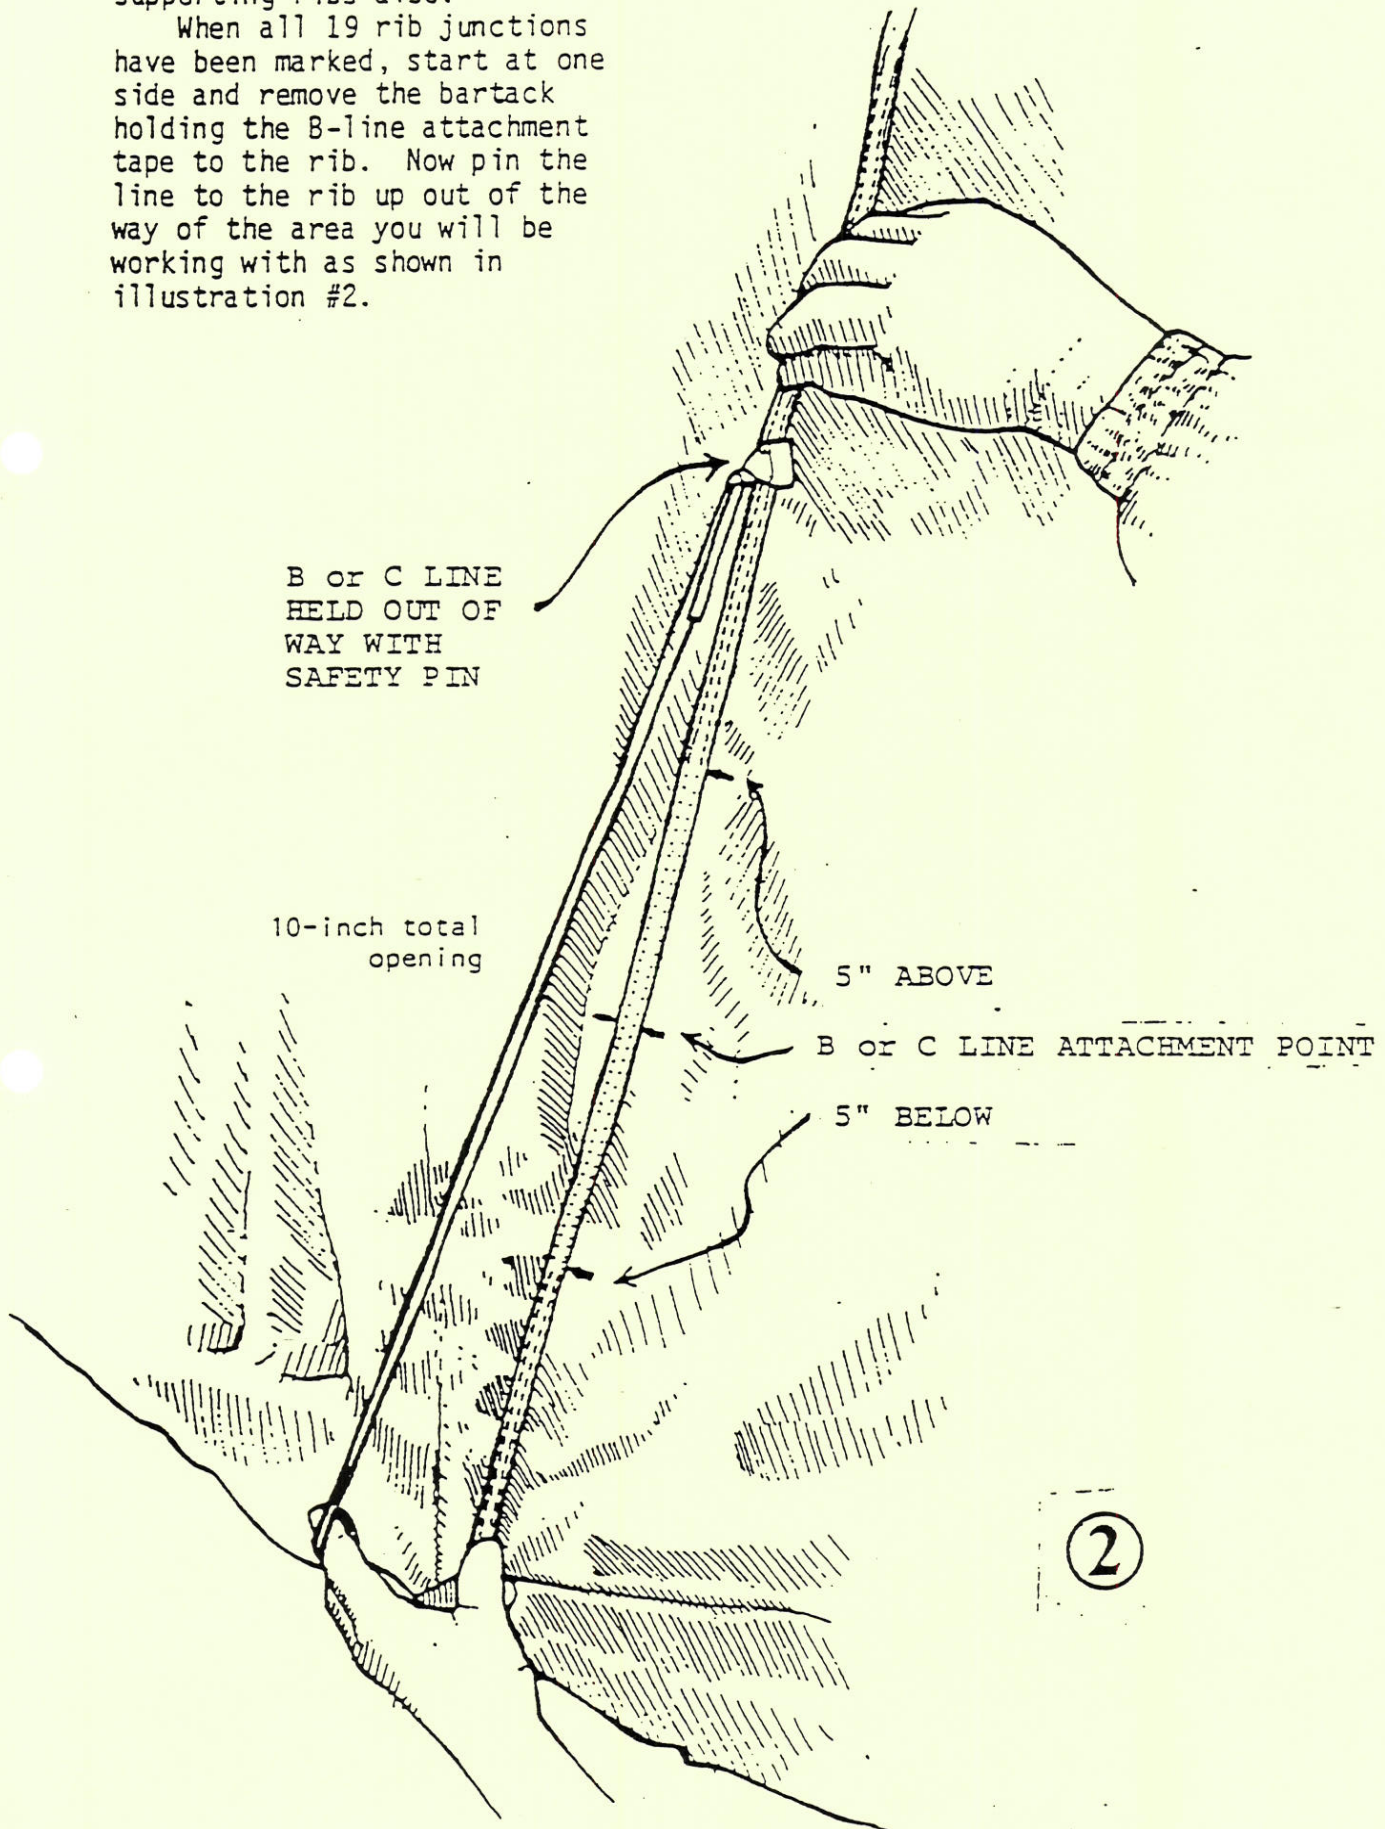 supporting ribs also.
When all 19 rib junctions
have been marked, start at one
side and remove the bartack
holding the B-line attachment
tape to the rib. Now pin the
line to the rib up out of the
way of the area you will be
working with as shown in
illustration #2.
B or C LINE
HELD OUT OF
WAY WITH
SAFETY PIN
10-inch total
opening
5" ABOVE
B or C LINE ATTACHMENT POINT
5" BELOW
2